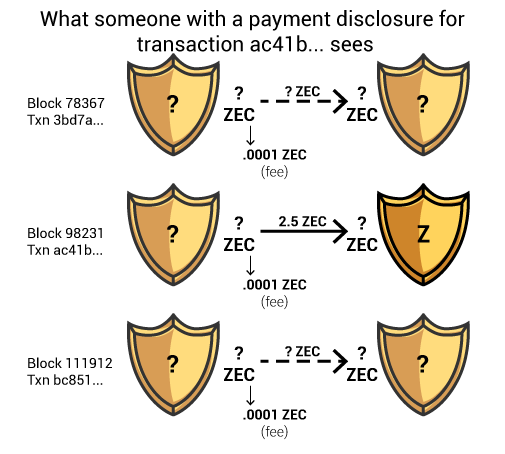 What someone with a payment disclosure for
transaction ac41b... sees
Block 78367
Txn 3bd7a...
?
?
ZEC
? ZEC
?
ZEC
?
.0001 ZEC
(fee)
Block 98231
Txn ac41b...
?
?
ZEC
2.5 ZEC
?
ZEC
Z
.0001 ZEC
(fee)
Block 111912
Txn bc851...
?
?
ZEC
? ZEC
?
ZEC
?
.0001 ZEC
(fee)